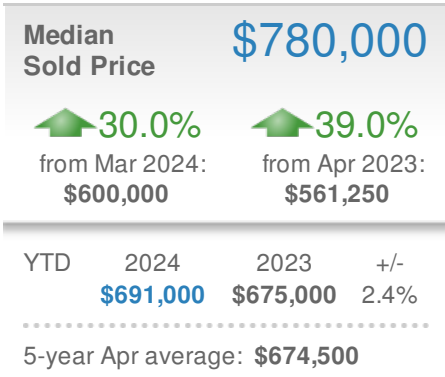 Median $780,000
Sold Price
30.0% 39.0%
from Mar 2024: from Apr 2023:
$600,000 $561,250
YTD 2024 2023 +/-
$691,000 $675,000 2.4%
5-year Apr average: $674,500